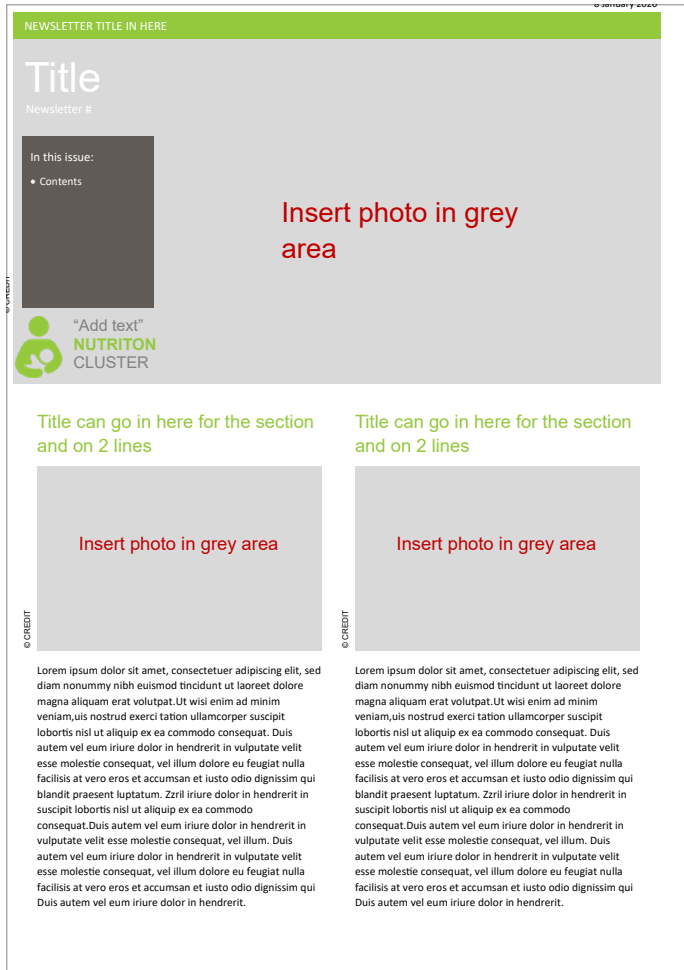 8 January 2020
NEWSLETTER TITLE IN HERE
Title
Newsletter #
In this issue:
• Contents
Insert photo in grey
area
© CREDIT
“Add text”
NUTRITON
CLUSTER
Title can go in here for the section
and on 2 lines
Insert photo in grey area
© CREDIT
Lorem ipsum dolor sit amet, consectetuer adipiscing elit, sed
diam nonummy nibh euismod tincidunt ut laoreet dolore
magna aliquam erat volutpat.Ut wisi enim ad minim
veniam,uis nostrud exerci tation ullamcorper suscipit
lobortis nisl ut aliquip ex ea commodo consequat. Duis
autem vel eum iriure dolor in hendrerit in vulputate velit
esse molestie consequat, vel illum dolore eu feugiat nulla
facilisis at vero eros et accumsan et iusto odio dignissim qui
blandit praesent luptatum. Zzril iriure dolor in hendrerit in
suscipit lobortis nisl ut aliquip ex ea commodo
consequat.Duis autem vel eum iriure dolor in hendrerit in
vulputate velit esse molestie consequat, vel illum. Duis
autem vel eum iriure dolor in hendrerit in vulputate velit
esse molestie consequat, vel illum dolore eu feugiat nulla
facilisis at vero eros et accumsan et iusto odio dignissim qui
Duis autem vel eum iriure dolor in hendrerit.
Title can go in here for the section
and on 2 lines
Insert photo in grey area
© CREDIT
Lorem ipsum dolor sit amet, consectetuer adipiscing elit, sed
diam nonummy nibh euismod tincidunt ut laoreet dolore
magna aliquam erat volutpat.Ut wisi enim ad minim
veniam,uis nostrud exerci tation ullamcorper suscipit
lobortis nisl ut aliquip ex ea commodo consequat. Duis
autem vel eum iriure dolor in hendrerit in vulputate velit
esse molestie consequat, vel illum dolore eu feugiat nulla
facilisis at vero eros et accumsan et iusto odio dignissim qui
blandit praesent luptatum. Zzril iriure dolor in hendrerit in
suscipit lobortis nisl ut aliquip ex ea commodo
consequat.Duis autem vel eum iriure dolor in hendrerit in
vulputate velit esse molestie consequat, vel illum. Duis
autem vel eum iriure dolor in hendrerit in vulputate velit
esse molestie consequat, vel illum dolore eu feugiat nulla
facilisis at vero eros et accumsan et iusto odio dignissim qui
Duis autem vel eum iriure dolor in hendrerit.